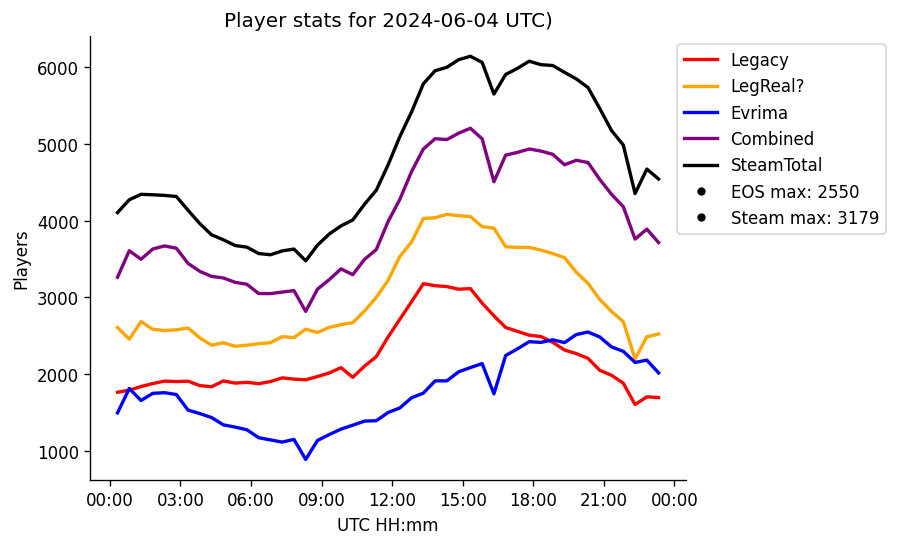 Player stats for 2024-06-04 UTC)
Legacy
LegReal?
Evrima
Combined
SteamTotal
EOS max: 2550
Steam max: 3179
Players
6000
5000
4000
3000
2000
1000
00:00 03:00 06:00 09:00 12:00 15:00 18:00 21:00 00:00
UTC HH:mm